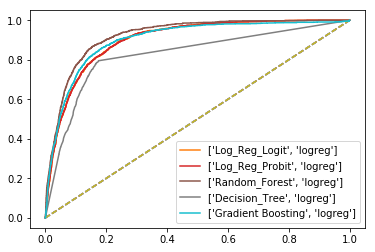 1.0
0.8
0.6
0.4
0.2
0.0
['Log_Reg_Logit', 'logreg']
['Log_Reg_Probit', 'logreg']
['Random_Forest', 'logreg']
['Decision_Tree', 'logreg']
['Gradient Boosting', 'logreg']
0.0 0.2 0.4 0.6 0.8 1.0